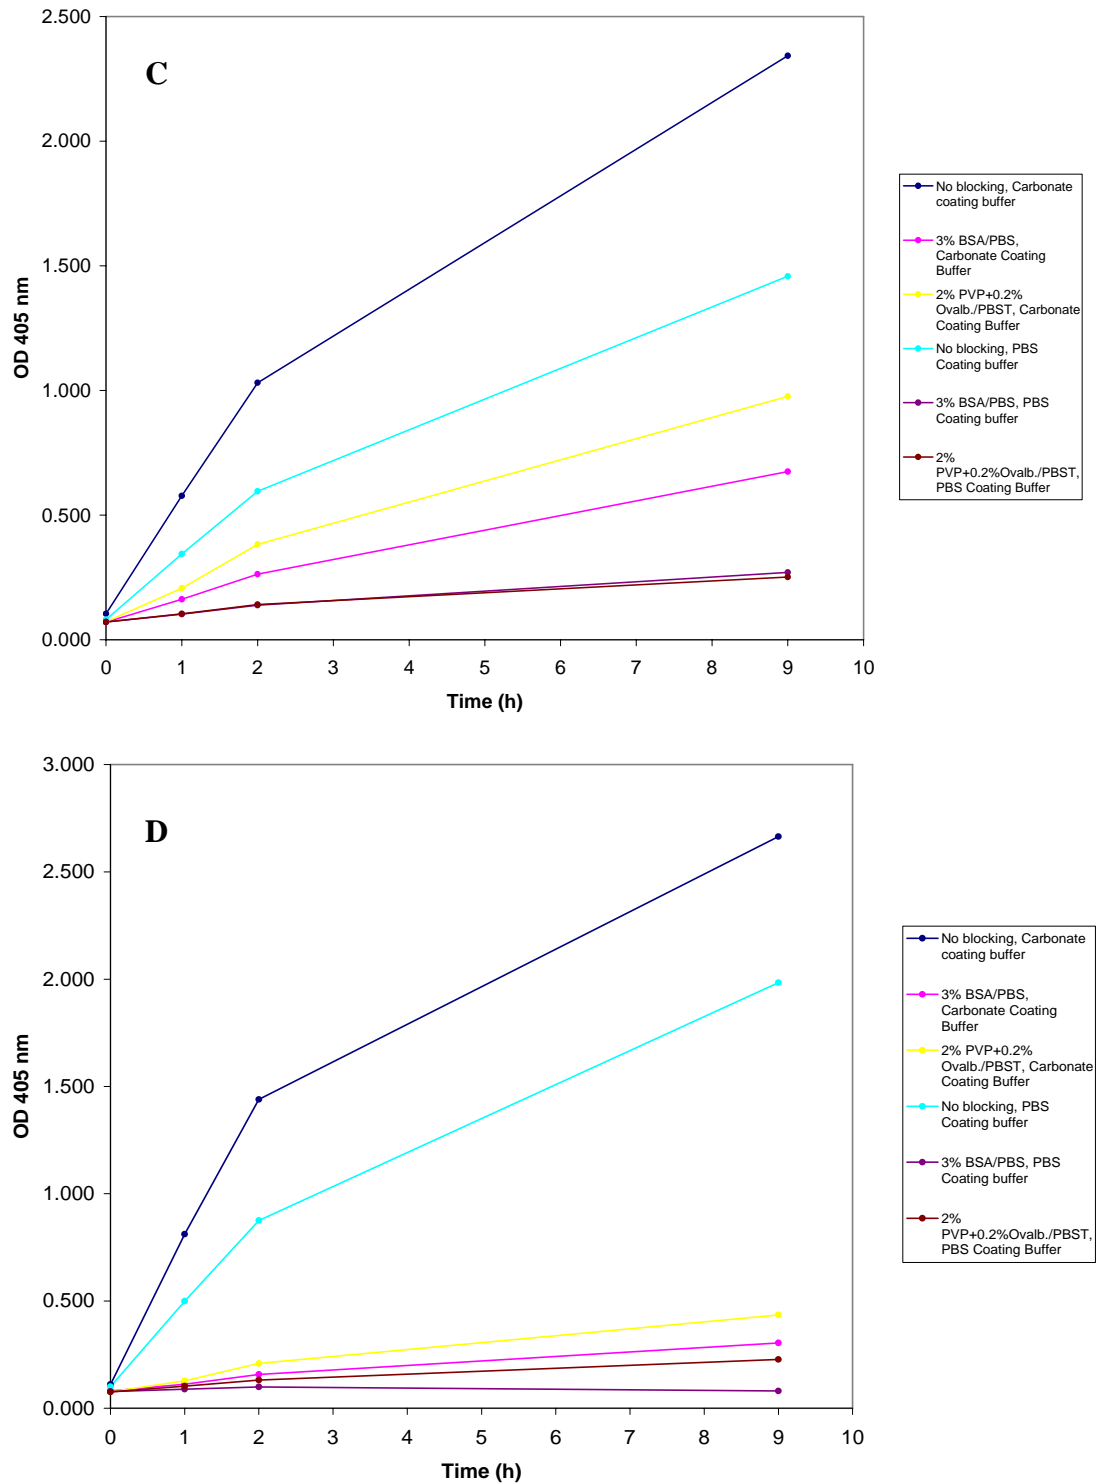 C
2.500
2.000
1.500
1.000
0.500
0.000
OD 405 nm
0 1 2 3 4 5 6 7 8 9 10
Time (h)
No blocking, Carbonate
coating buffer
3% BSA/PBS,
Carbonate Coating
Buffer
2% PVP+0.2%
Ovalb./PBST, Carbonate
Coating Buffer
No blocking, PBS
Coating buffer
3% BSA/PBS, PBS
Coating buffer
2%
PVP+0.2%Ovalb./PBST,
PBS Coating Buffer
D
3.000
2.500
2.000
1.500
1.000
0.500
0.000
OD 405 nm
0 1 2 3 4 5 6 7 8 9 10
Time (h)
No blocking, Carbonate
coating buffer
3% BSA/PBS,
Carbonate Coating
Buffer
2% PVP+0.2%
Ovalb./PBST, Carbonate
Coating Buffer
No blocking, PBS
Coating buffer
3% BSA/PBS, PBS
Coating buffer
2%
PVP+0.2%Ovalb./PBST,
PBS Coating Buffer